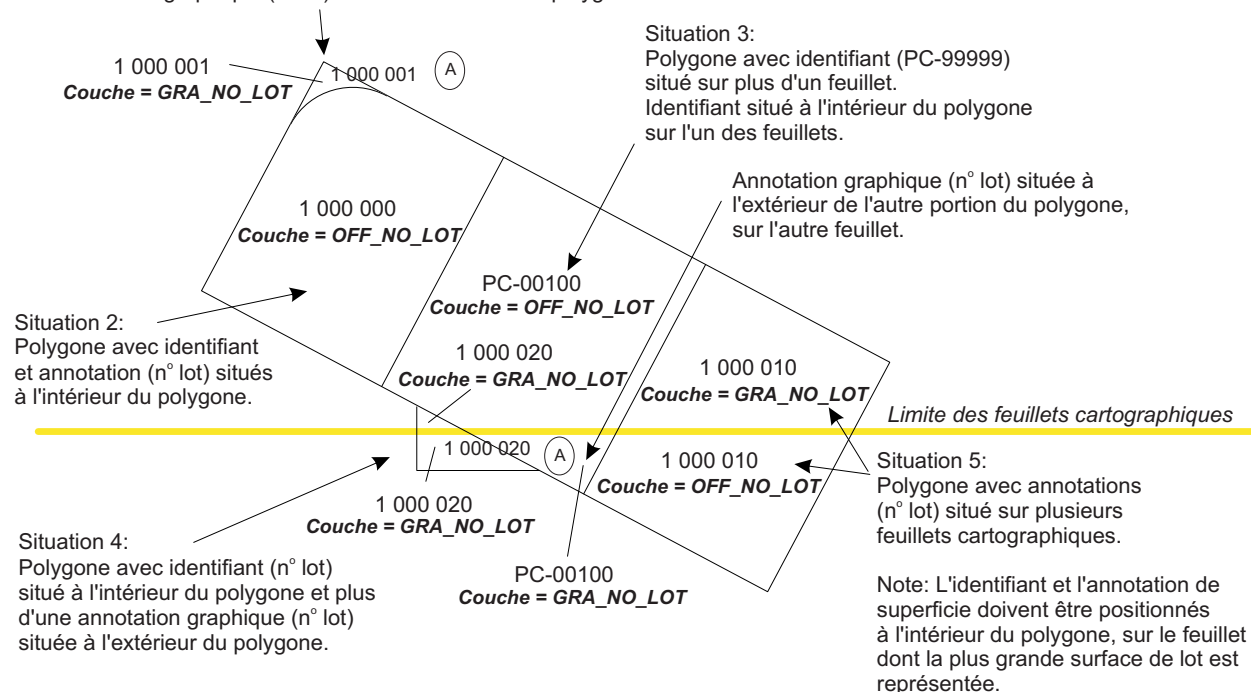 1 000 001
Couche = GRA_NO_LOT
1 000 001
A
Situation 3:
Polygone avec identifiant (PC-99999)
situé sur plus d'un feuillet.
Identifiant situé à l'intérieur du polygone
sur l'un des feuillets.
Annotation graphique (n° lot) située à
l'extérieur de l'autre portion du polygone,
sur l'autre feuillet.
1 000 000
Couche = OFF_NO_LOT
PC-00100
Couche = OFF_NO_LOT
Situation 2:
Polygone avec identifiant
et annotation (n° lot) situés
à l'intérieur du polygone.
1 000 020
Couche = GRA_NO_LOT
1 000 010
Couche = GRA_NO_LOT
Limite des feuillets cartographiques
1 000 020
A
1 000 010
Couche = OFF_NO_LOT
Situation 5:
Polygone avec annotations
(n° lot) situé sur plusieurs
feuillets cartographiques.
1 000 020
Couche = GRA_NO_LOT
Situation 4:
Polygone avec identifiant (n° lot)
situé à l'intérieur du polygone et plus
d'une annotation graphique (n° lot)
située à l'extérieur du polygone.
PC-00100
Couche = GRA_NO_LOT
Note: L'identifiant et l'annotation de
superficie doivent être positionnés
à l'intérieur du polygone, sur le feuillet
dont la plus grande surface de lot est
représentée.